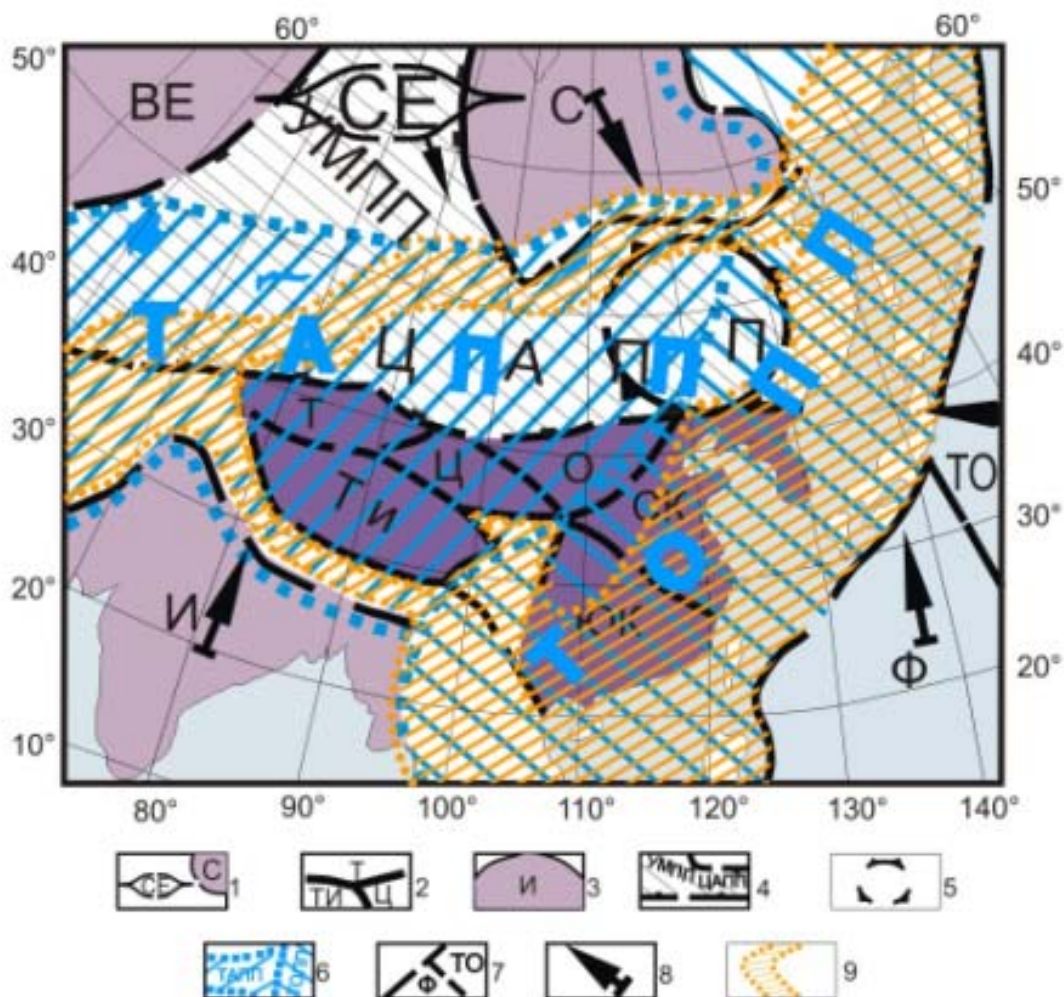 60° 60°
50°
ВЕ СЕ С
УМПП
50°
40°
П
Т А П П П
Ц А П П
40°
30°
Т
Ц О
ТИ СК
О
ТО
30°
20°
И
ЮК
Т
Ф
20°
10°
80° 90° 100° 110° 120° 130° 140°
СЕ С 1
Т ТИ Ц 2
И 3
УМПП ЦАПП 4
5
ТАПП 6
Ф ТО 7
8
9